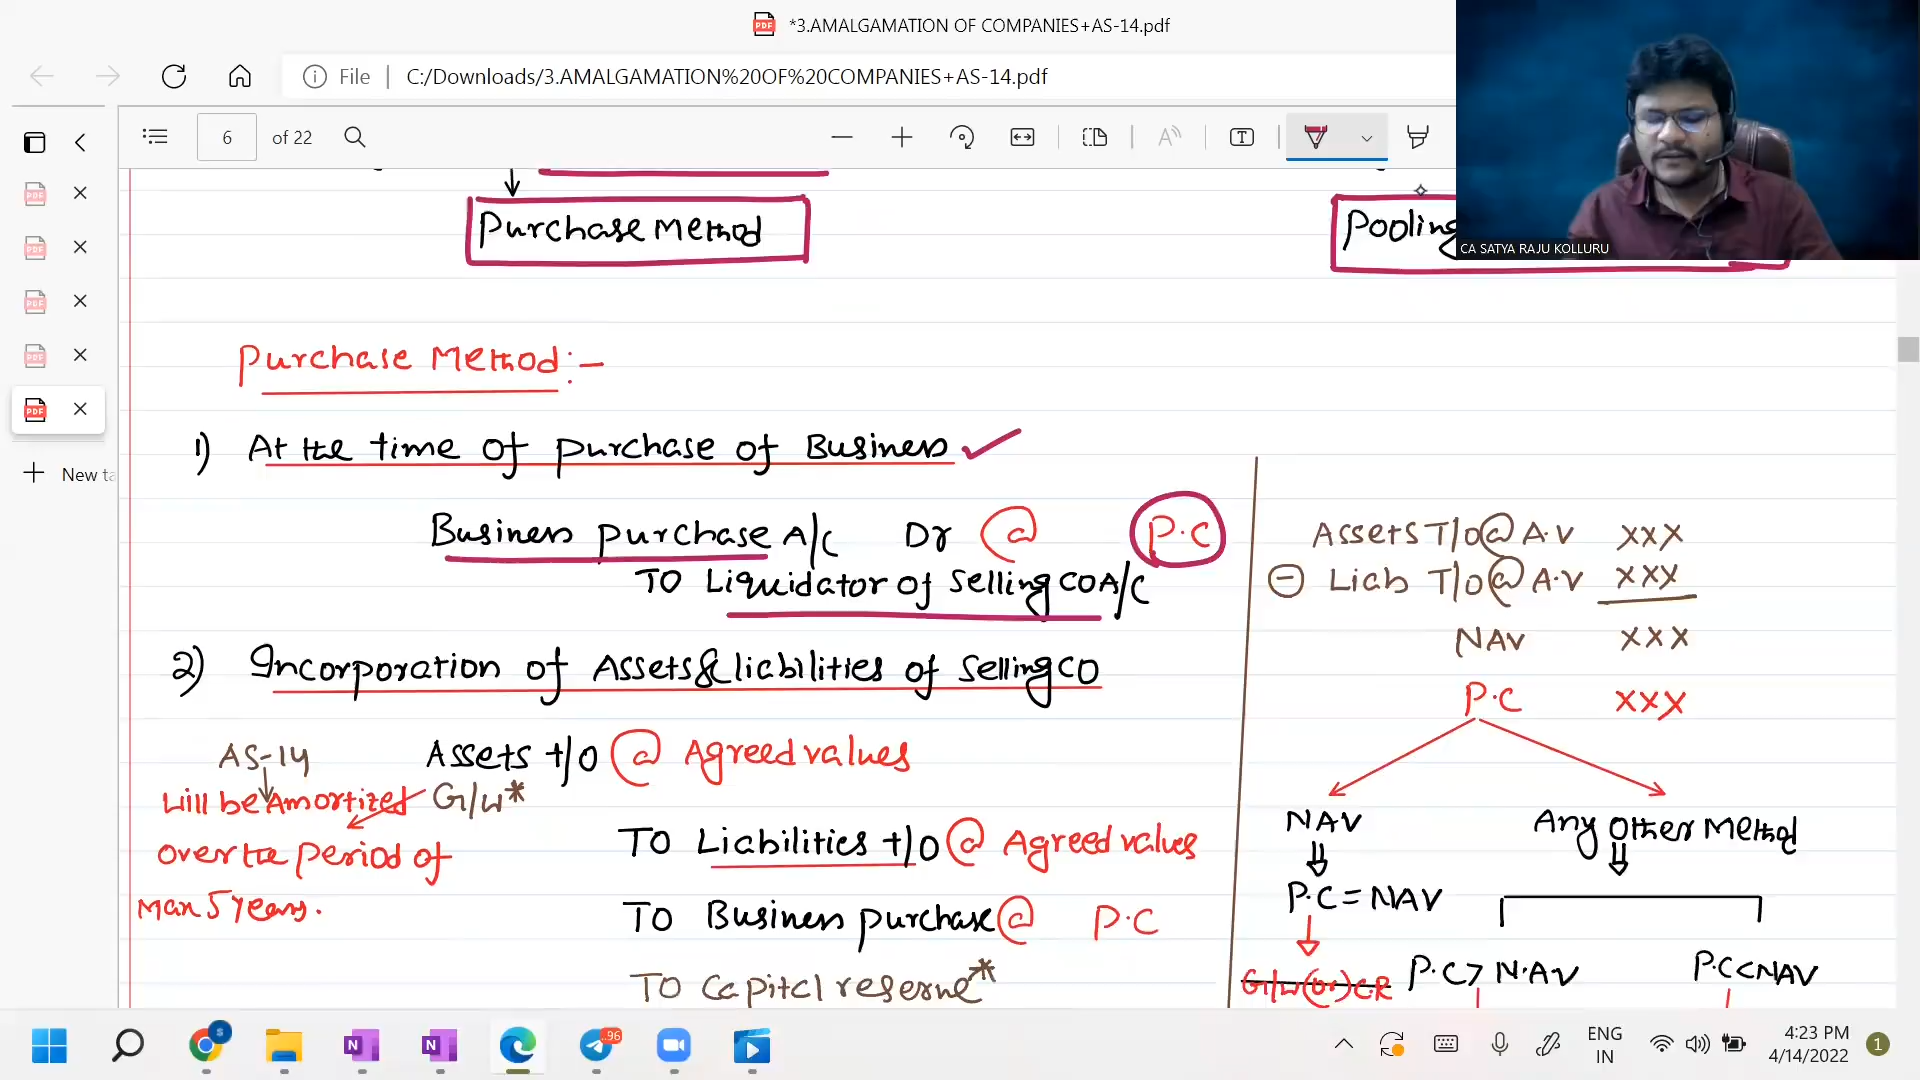 *3.AMALGAMATION OF COMPANIES+AS-14.pdf
File
C:/Downloads/3.AMALGAMATION%20OF%20COMPANIES+AS-14.pdf
6 of 22
New ta
CA SATYA RAJU KOLLURU
Purchase Method
Pooling
Purchase Method:-
1) At the time of purchase of Business
Business purchase A/c Dr @ P.C
TO Liquidator of selling CO A/C
2) Incorporation of Assets & liabilities of selling CO
Assets t/o @ Agreed values
AS-14
G/W*
Will be Amortized
over the period of
Max 5 years.
TO Liabilities t/o @ Agreed values
TO Business purchase @ P.C
TO Capital reserve*
Assets T/o @ A.V XXX
(-) Liab T/o @ A.V XXX
NAV XXX
P.C XXX
NAV
Any other Method
P.C = NAV
G/W (or) C.R
P.C > N.AV
P.C < NAV
96
ENG
IN
4:23 PM
4/14/2022
1